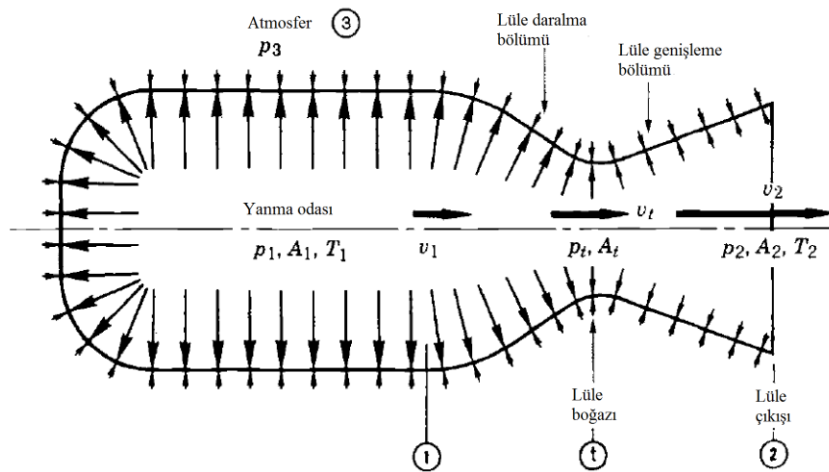 Atmosfer 3
p3
Lüle daralma
bölümü
Lüle genişleme
bölümü
Yanma odası
v2
vt
p1, A1, T1
v1
pt, At
p2, A2, T2
Lüle
boğazı
Lüle
çıkışı
1
t
2